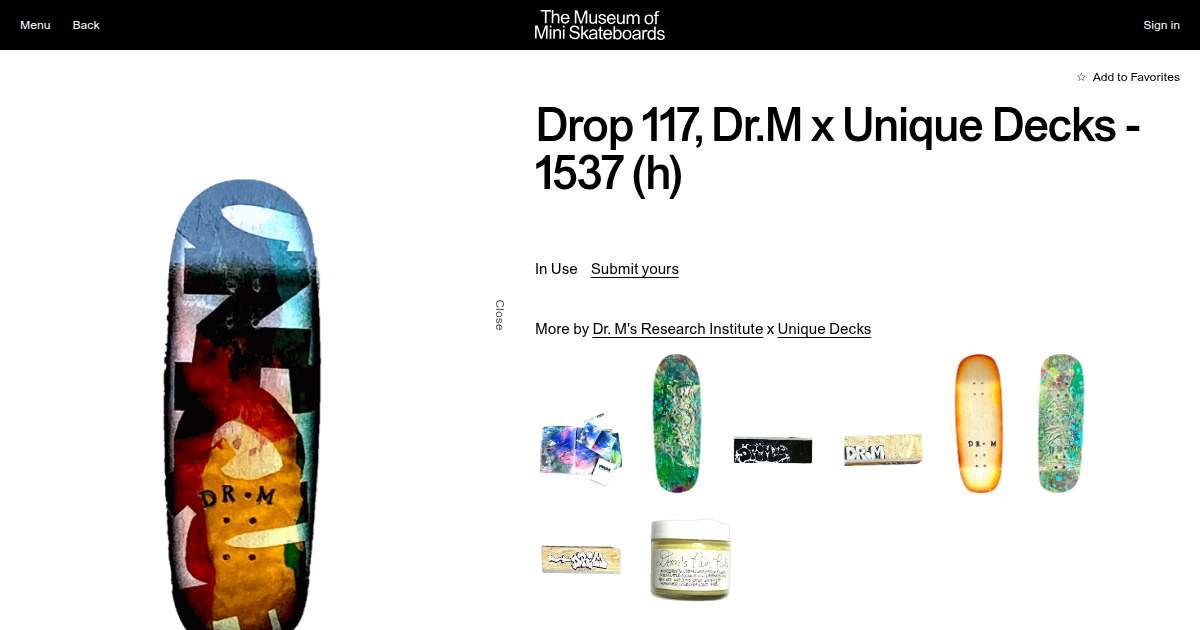 Menu
Back
The Museum of
Mini Skateboards
Sign in
☆ Add to Favorites
Drop 117, Dr.M x Unique Decks -
1537 (h)
In Use
Submit yours
Close
More by Dr. M's Research Institute x Unique Decks
DR•M
DR.M
DR•M